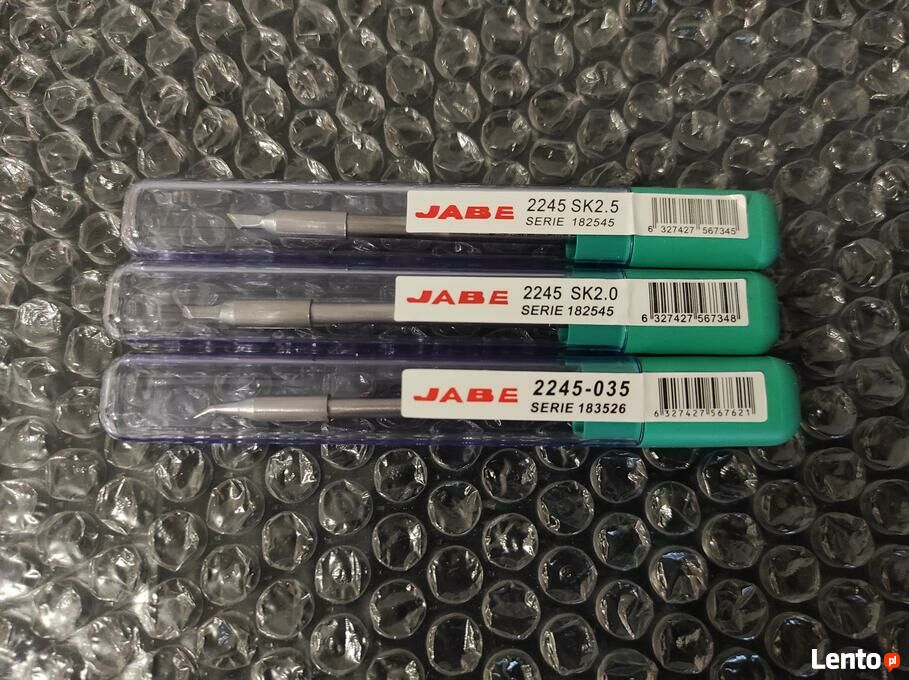 JABE 2245 SK2.5
SERIE 182545
6 327427 567345
JABE 2245 SK2.0
SERIE 182545
6 327427 567348
JABE 2245-035
SERIE 183526
6 327427 567621
Lento pl